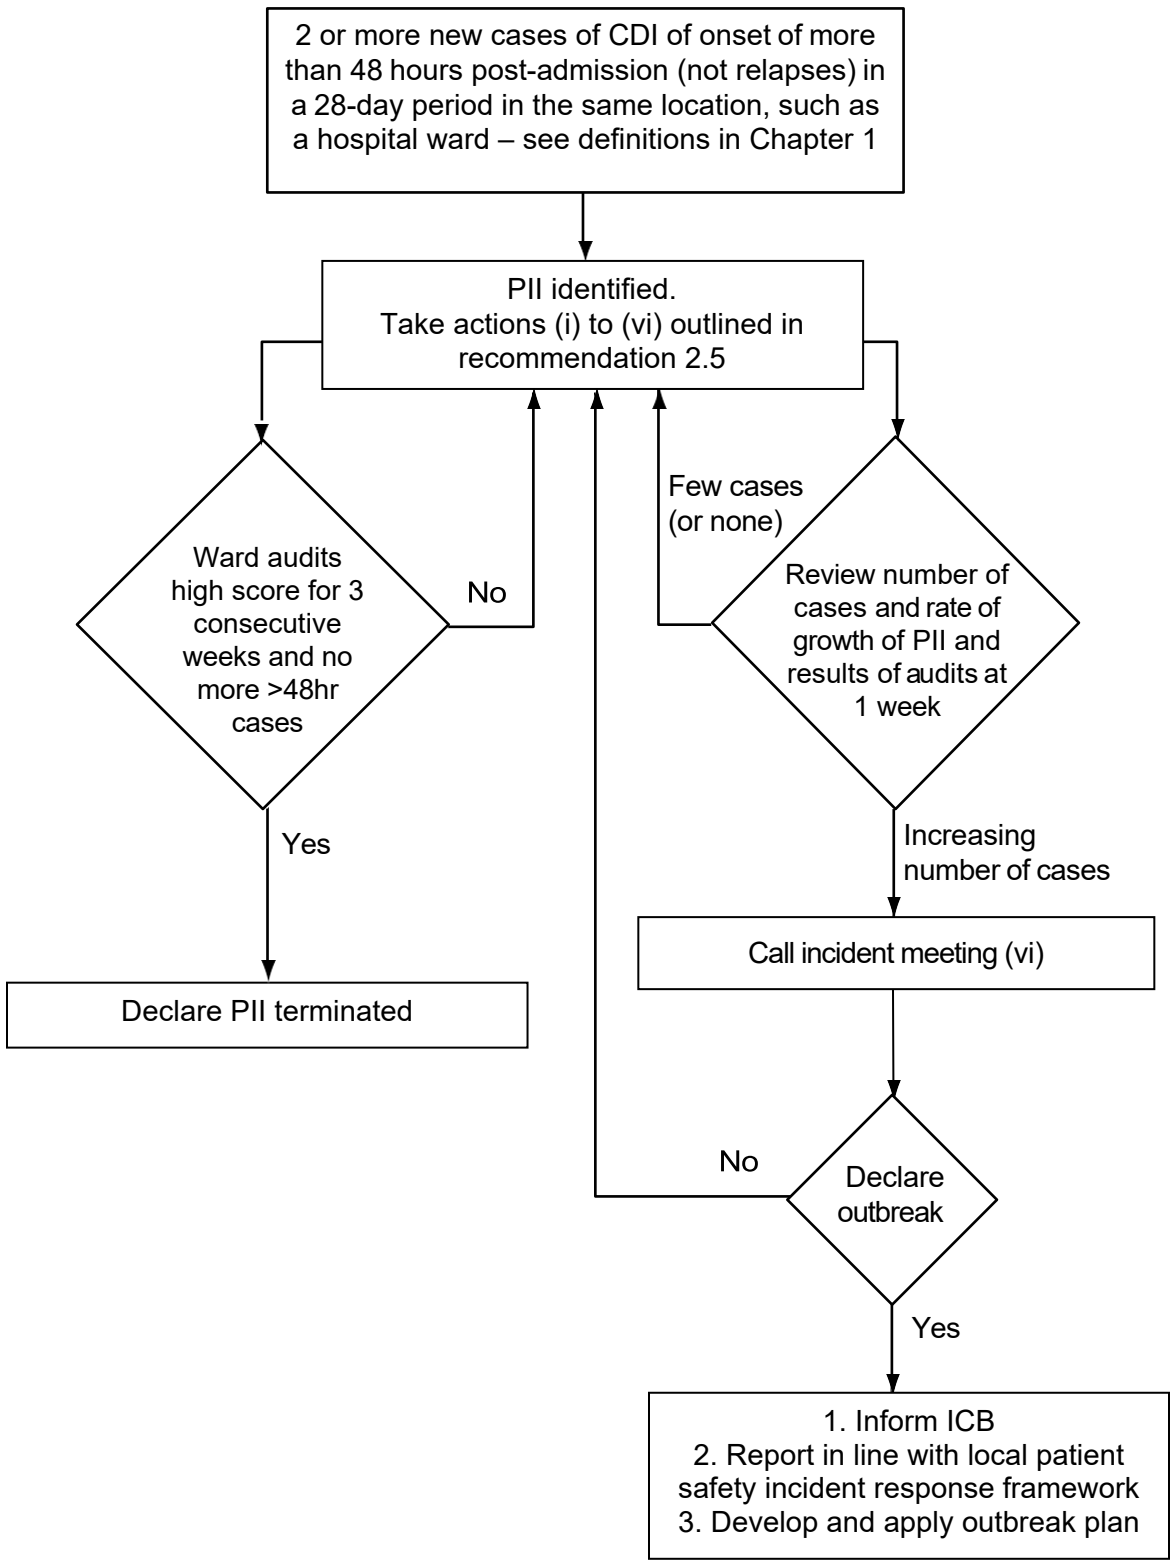 2 or more new cases of CDI of onset of more
than 48 hours post-admission (not relapses) in
a 28-day period in the same location, such as
a hospital ward – see definitions in Chapter 1
PII identified.
Take actions (i) to (vi) outlined in
recommendation 2.5
Few cases
(or none)
Ward audits
high score for 3
consecutive
weeks and no
more >48hr
cases
No
Review number of
cases and rate of
growth of PII and
results of audits at
1 week
Yes
Increasing
number of cases
Declare PII terminated
Call incident meeting (vi)
No
Declare
outbreak
Yes
1. Inform ICB
2. Report in line with local patient
safety incident response framework
3. Develop and apply outbreak plan